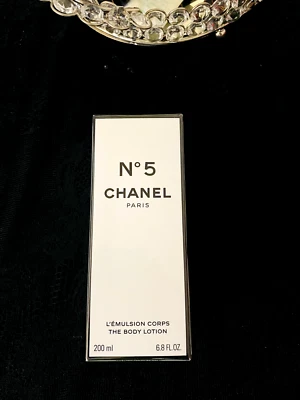 N°5
CHANEL
PARIS
L'ÉMULSION CORPS
THE BODY LOTION
200 ml 6.8 FL.OZ.